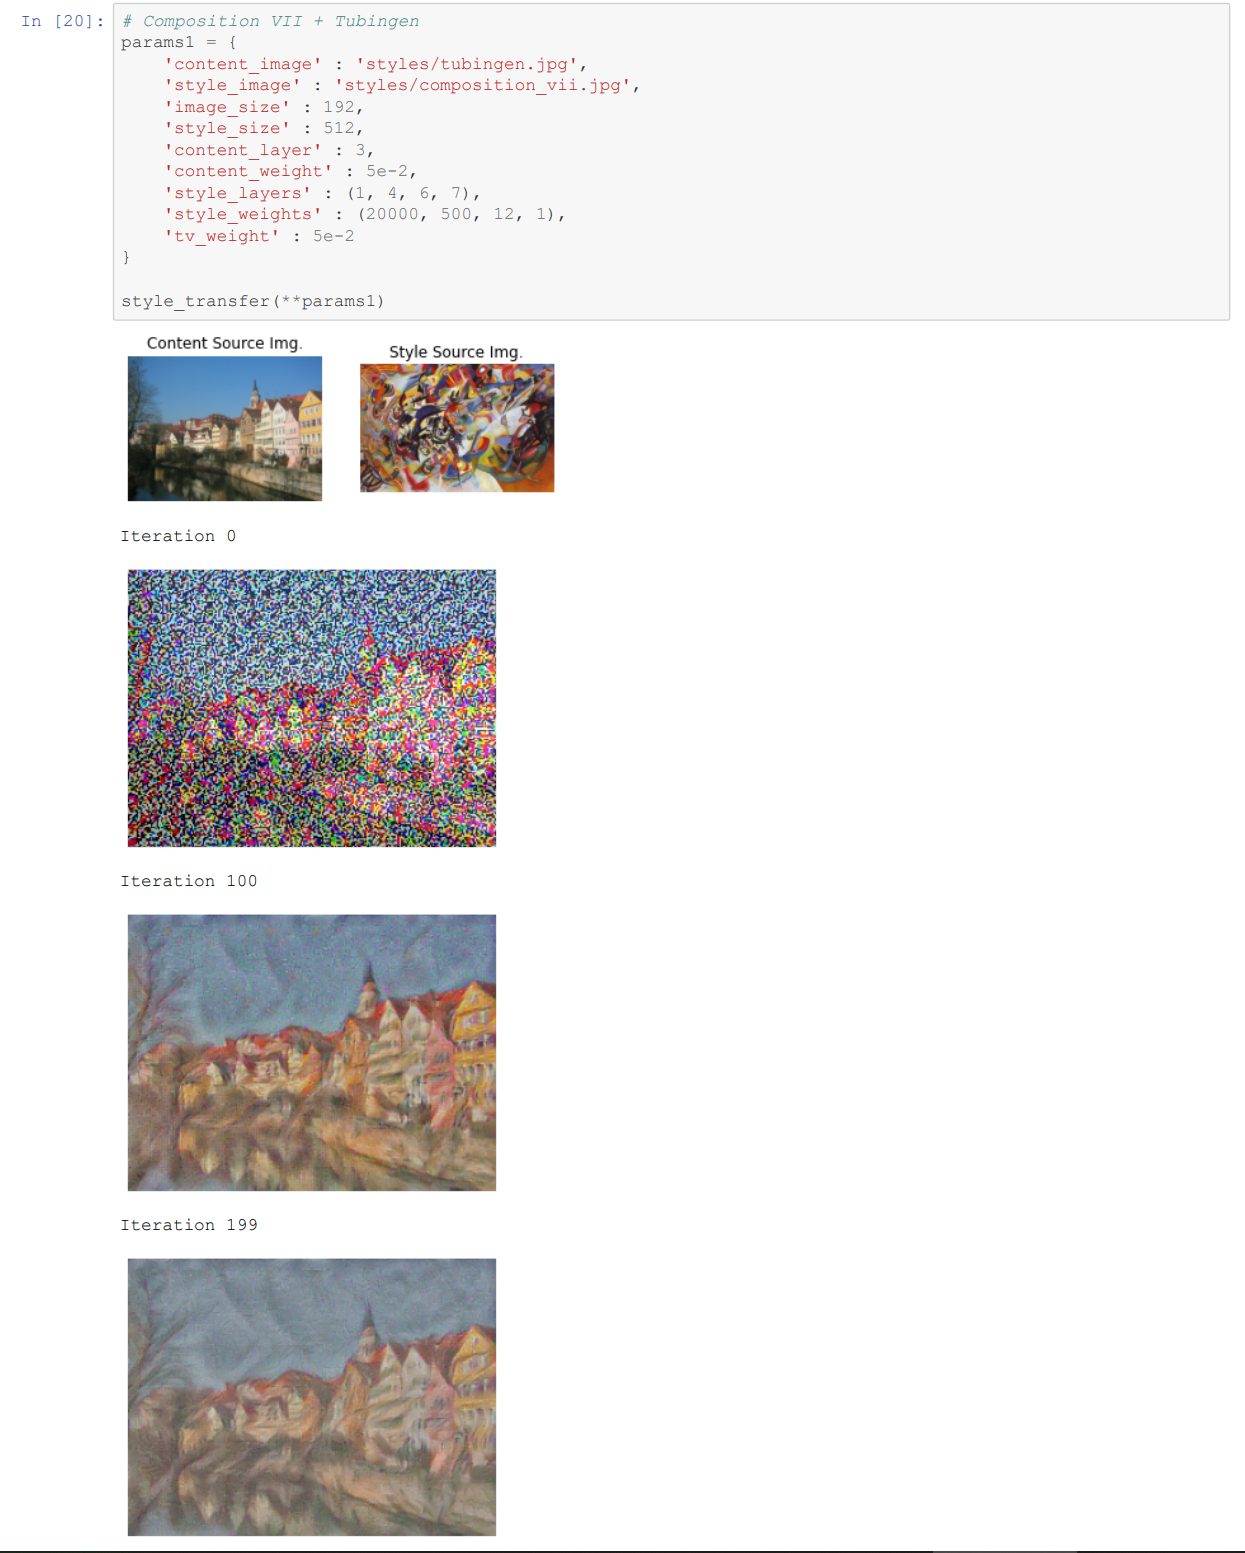 In [20]: # Composition VII + Tubingen
params1 = {
    'content_image' : 'styles/tubingen.jpg',
    'style_image' : 'styles/composition_vii.jpg',
    'image_size' : 192,
    'style_size' : 512,
    'content_layer' : 3,
    'content_weight' : 5e-2,
    'style_layers' : (1, 4, 6, 7),
    'style_weights' : (20000, 500, 12, 1),
    'tv_weight' : 5e-2
}
style_transfer(**params1)
Content Source Img.
Style Source Img.
Iteration 0
Iteration 100
Iteration 199